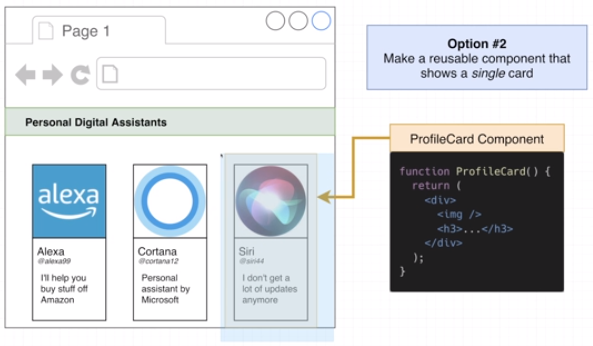 Page 1
Option #2
Make a reusable component that
shows a single card
Personal Digital Assistants
ProfileCard Component
alexa
Alexa
@alexa99
I'll help you
buy stuff off
Amazon
Cortana
@cortana12
Personal
assistant by
Microsoft
Siri
@siri44
I don't get a
lot of updates
anymore
function ProfileCard() {
return (
<div>
<img />
<h3>...</h3>
</div>
);
}